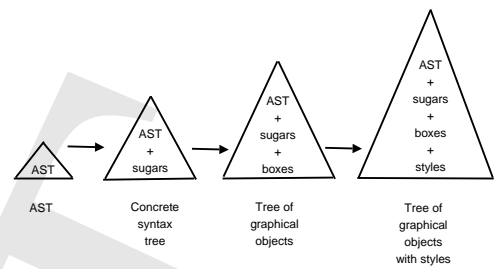 AST
AST
+
sugars
AST
+
sugars
+
boxes
AST
+
sugars
+
boxes
+
styles
AST
Concrete
syntax
tree
Tree of
graphical
objects
Tree of
graphical
objects
with styles